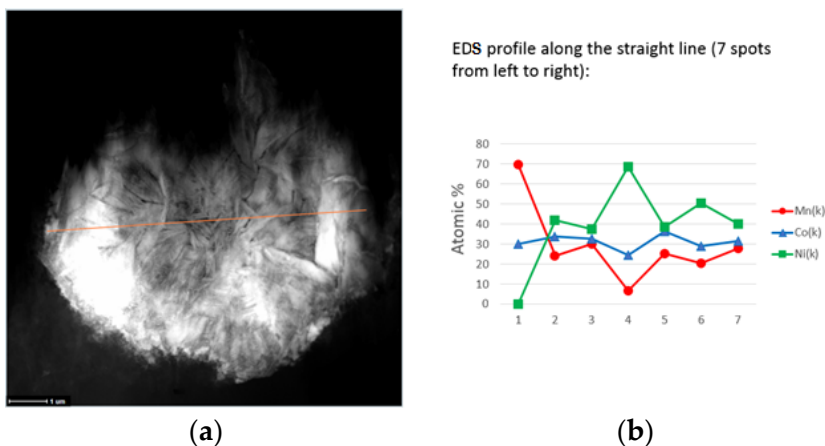 1 um
(a)
EDS profile along the straight line (7 spots
from left to right):
Atomic %
80
70
60
50
40
30
20
10
0
1 2 3 4 5 6 7
Mn(k)
Co(k)
Ni(k)
(b)